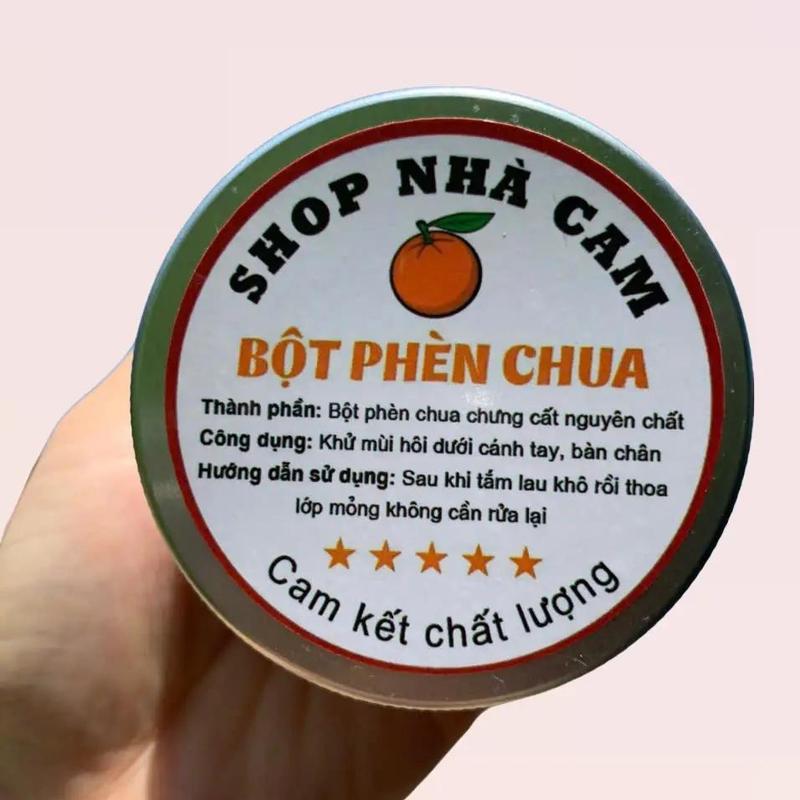 SHOP NHÀ CAM
BỘT PHÈN CHUA
Thành phần: Bột phèn chua chưng cất nguyên chất
Công dụng: Khử mùi hôi dưới cánh tay, bàn chân
Hướng dẫn sử dụng: Sau khi tắm lau khô rồi thoa
lớp mỏng không cần rửa lại
Cam kết chất lượng